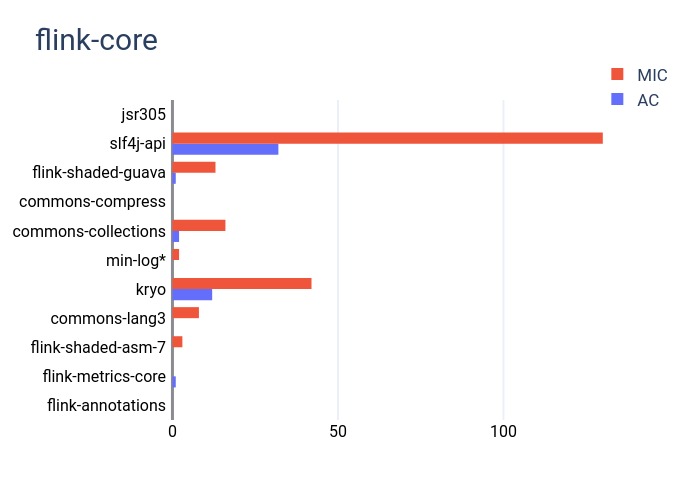 flink-core
MIC
AC
jsr305
slf4j-api
flink-shaded-guava
commons-compress
commons-collections
min-log*
kryo
commons-lang3
flink-shaded-asm-7
flink-metrics-core
flink-annotations
0 50 100